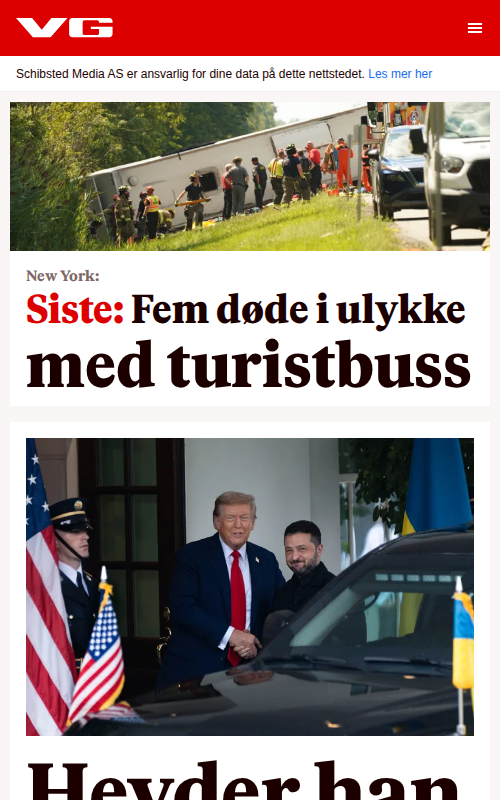 VG
Schibsted Media AS er ansvarlig for dine data på dette nettstedet. Les mer her
New York:
Siste: Fem døde i ulykke
med turistbuss
Hevder han